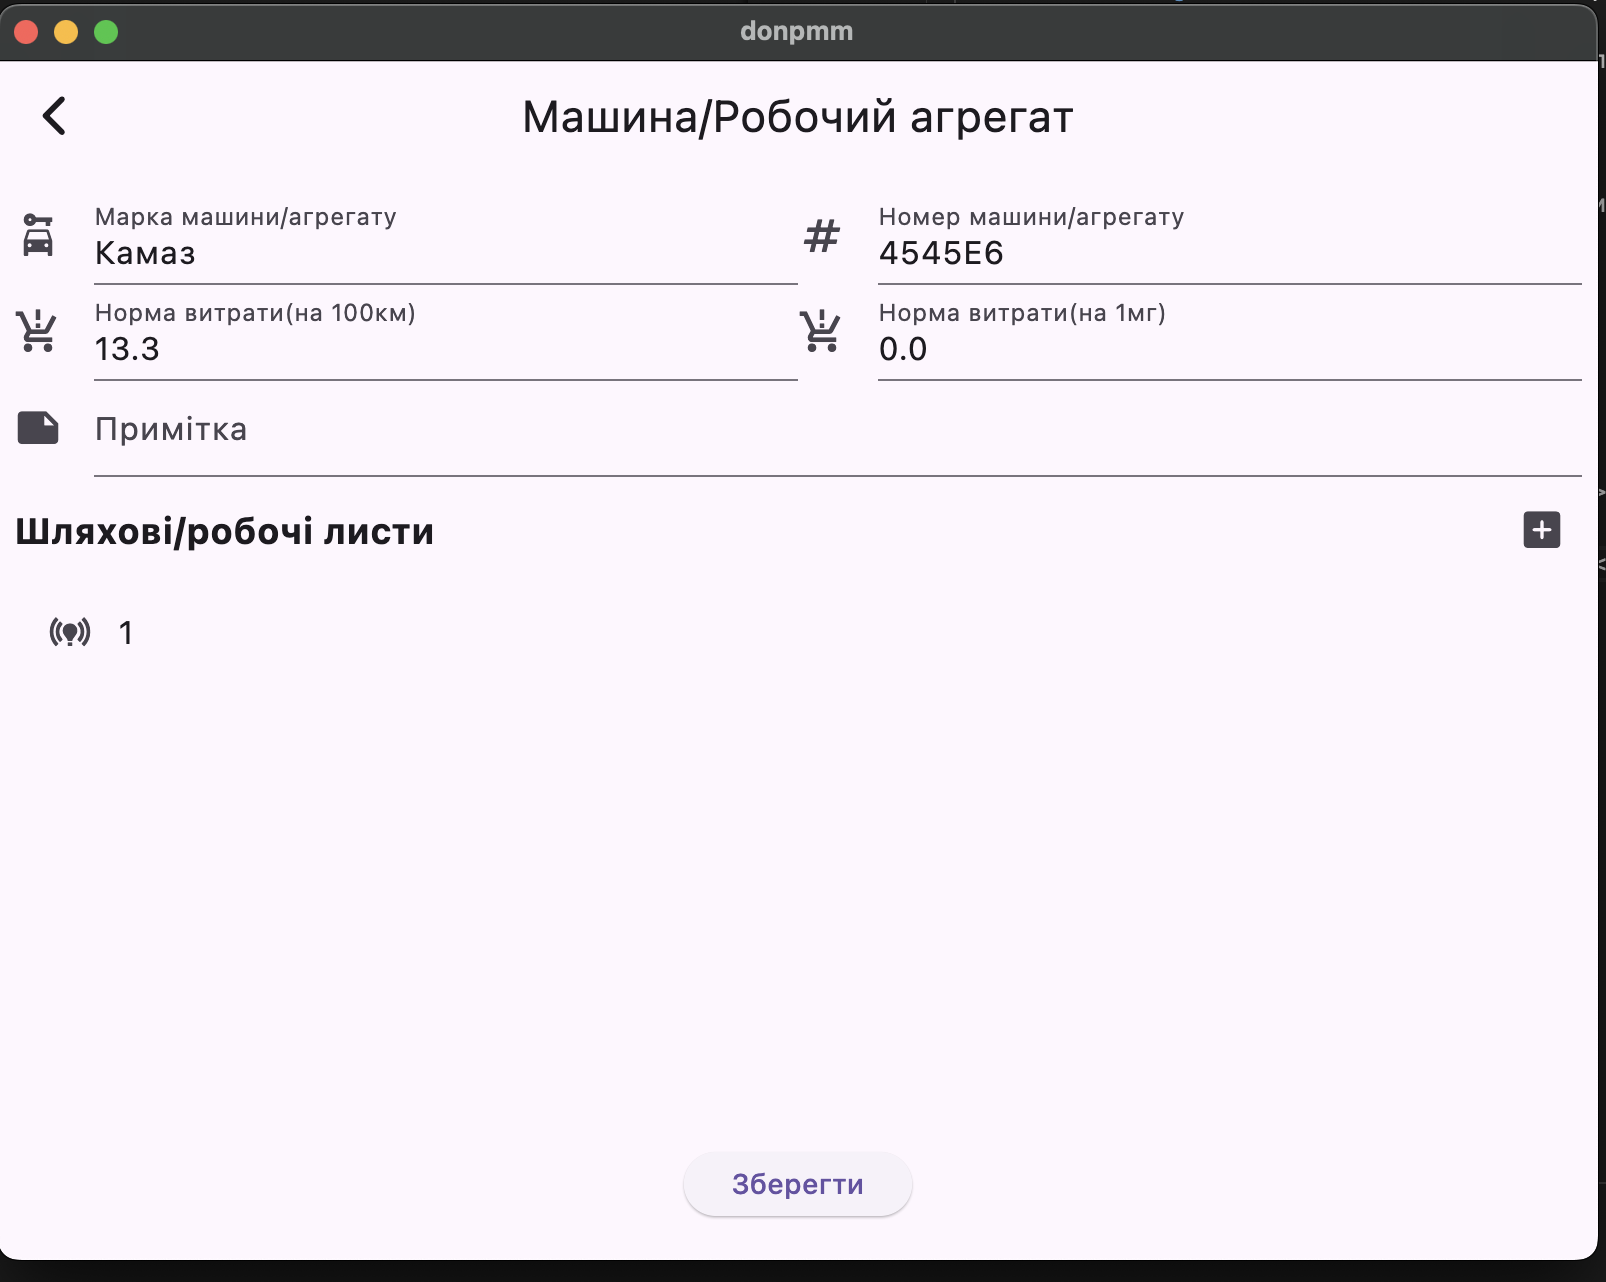 donpmm
Машина/Робочий агрегат
Марка машини/агрегату
Камаз
Номер машини/агрегату
4545Е6
Норма витрати(на 100км)
13.3
Норма витрати(на 1мг)
0.0
Примітка
Шляхові/робочі листи
1
Зберегти